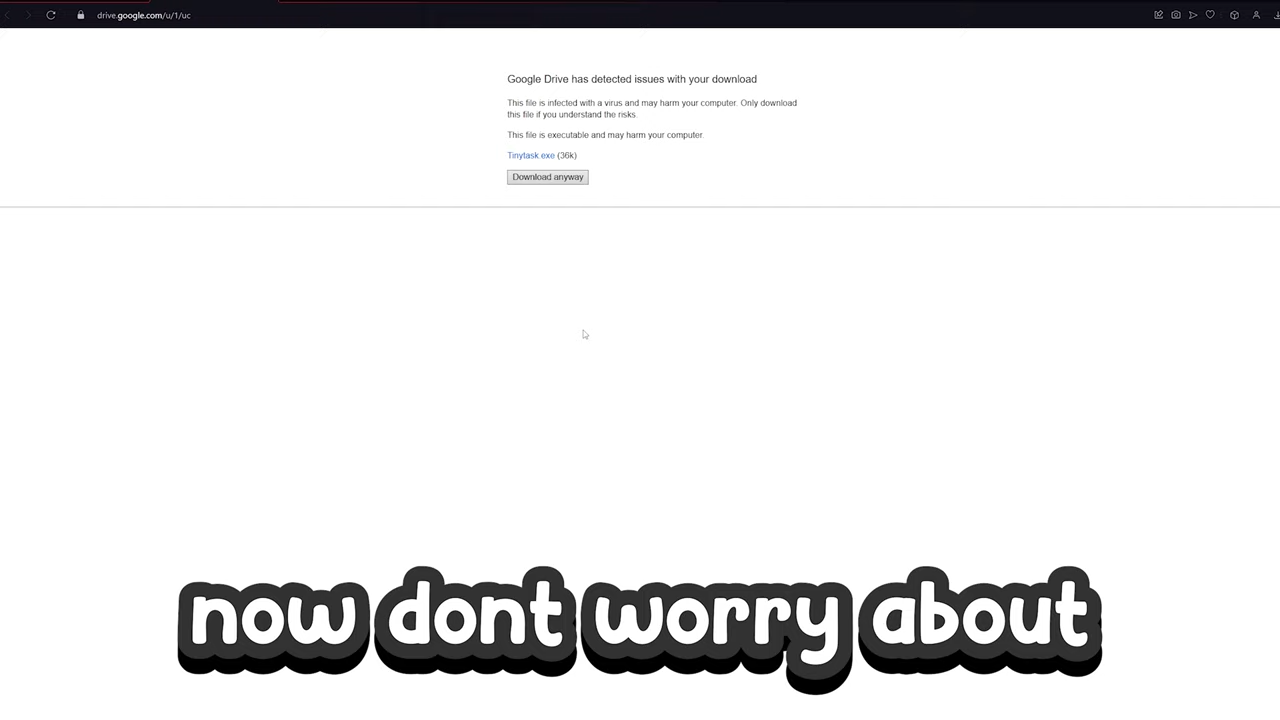 drive.google.com/u/1/uc
Google Drive has detected issues with your download
This file is infected with a virus and may harm your computer. Only download
this file if you understand the risks.
This file is executable and may harm your computer.
Tinytask.exe (36k)
Download anyway
now dont worry about